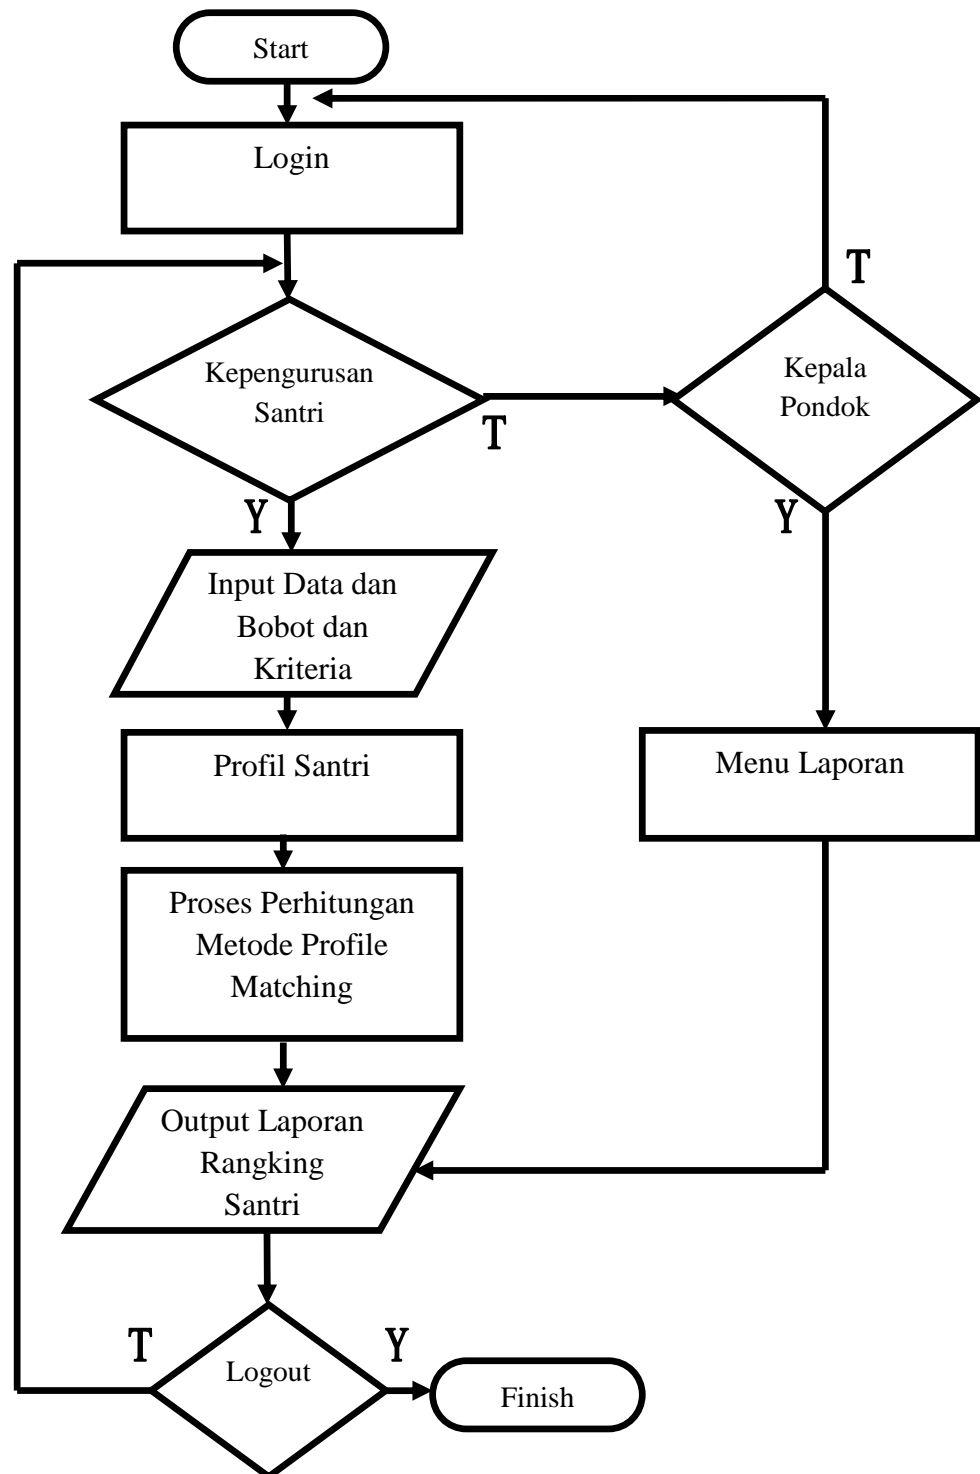 Start
Login
T
Kepengurusan
Santri
Kepala
Pondok
T
Y
Y
Input Data dan
Bobot dan
Kriteria
Profil Santri
Menu Laporan
Proses Perhitungan
Metode Profile
Matching
Output Laporan
Rangking
Santri
T
Y
Logout
Finish